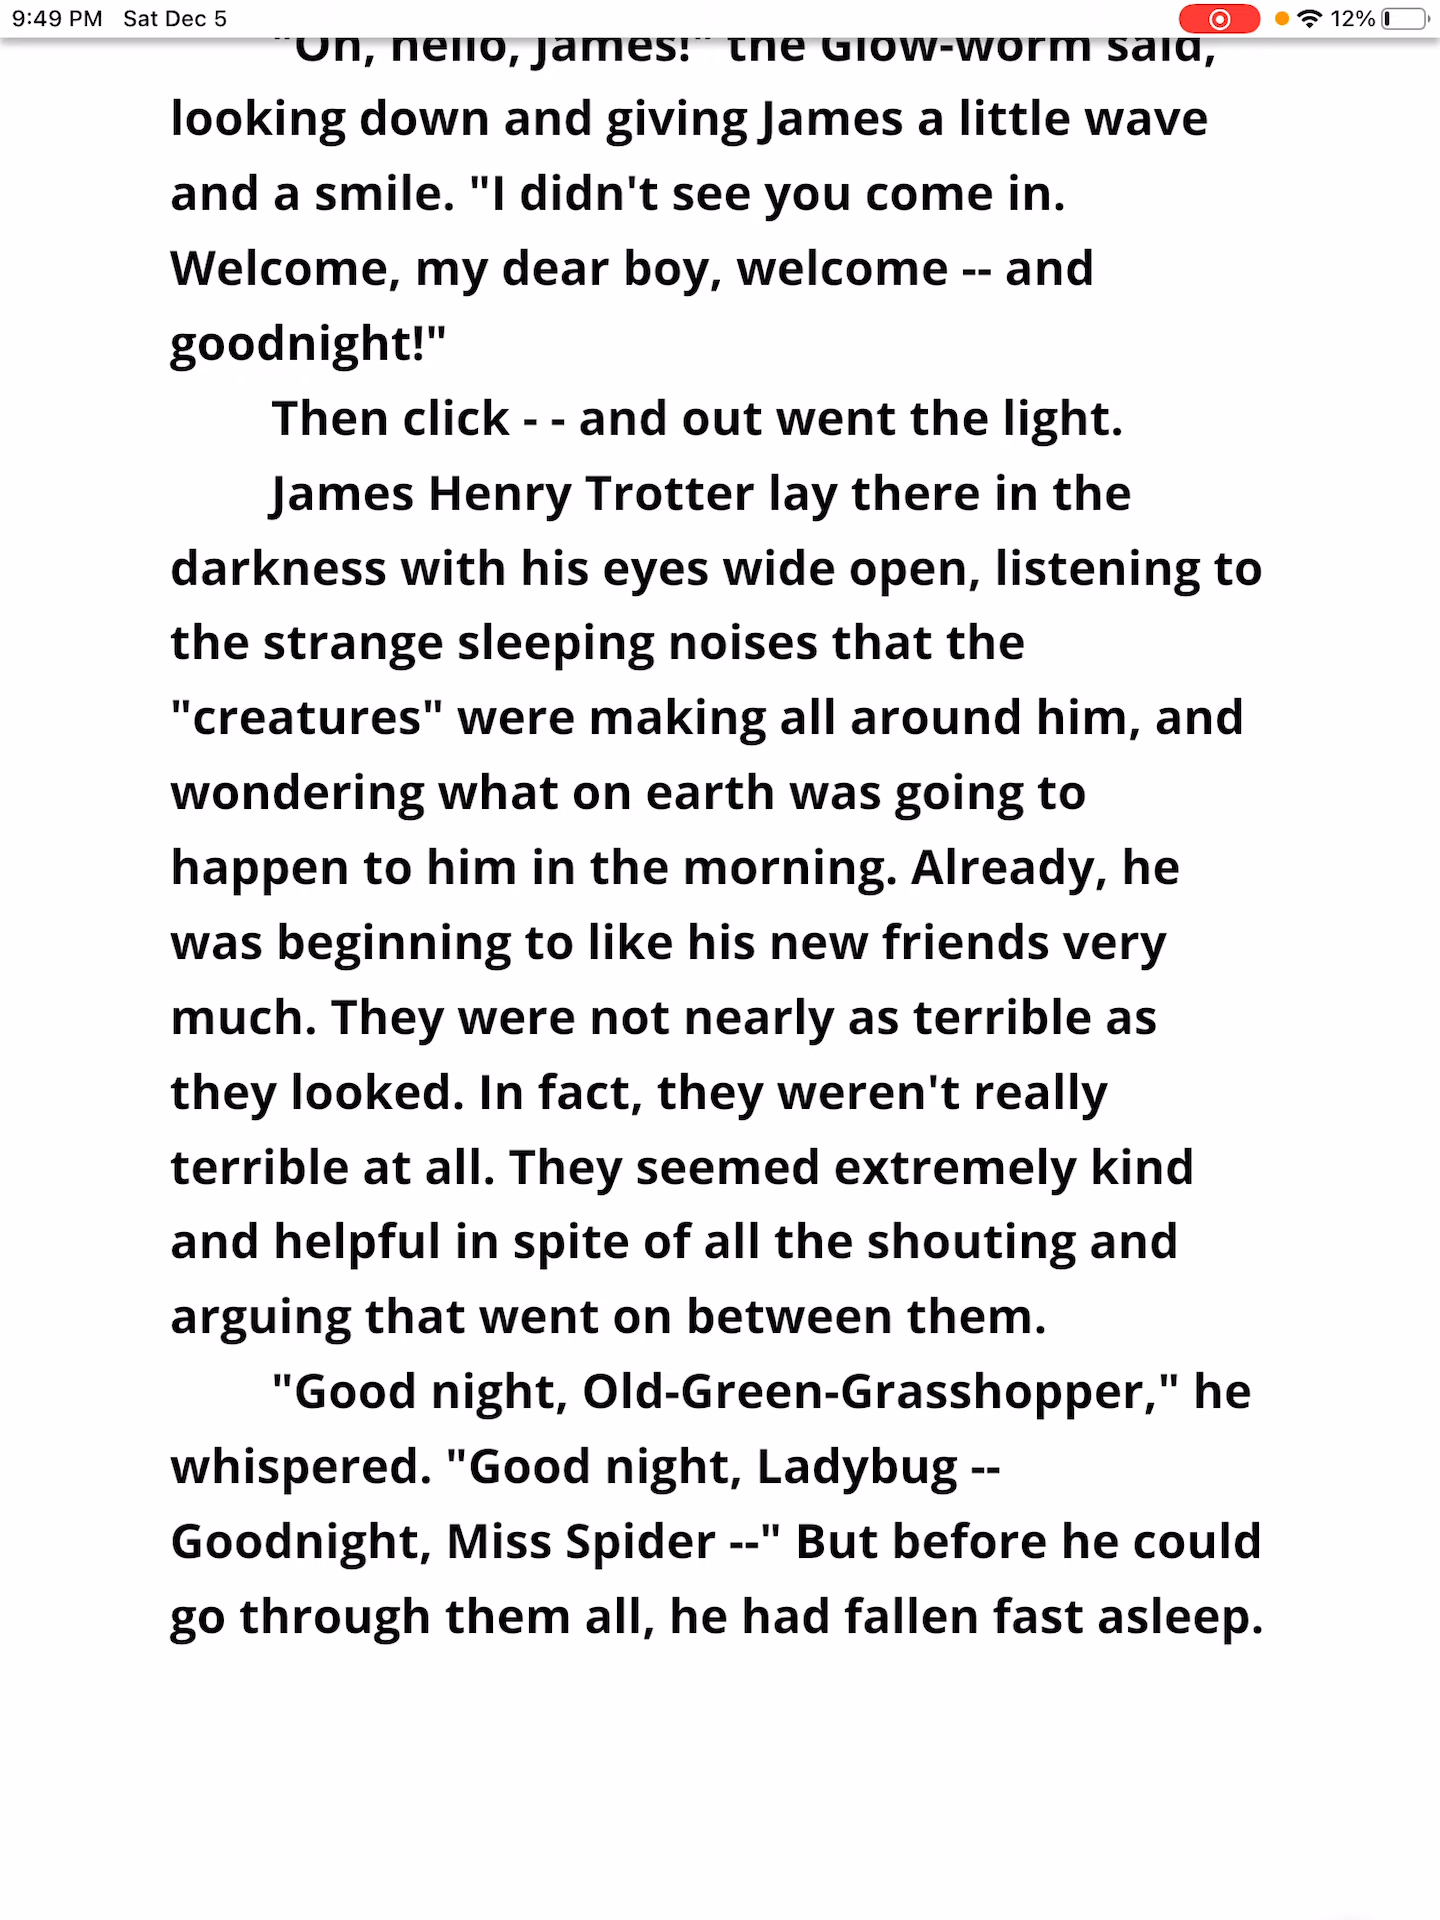 9:49 PM Sat Dec 5 12%
"Oh, hello, James!" the Glow-worm said,
looking down and giving James a little wave
and a smile. "I didn't see you come in.
Welcome, my dear boy, welcome -- and
goodnight!"
Then click - - and out went the light.
James Henry Trotter lay there in the
darkness with his eyes wide open, listening to
the strange sleeping noises that the
"creatures" were making all around him, and
wondering what on earth was going to
happen to him in the morning. Already, he
was beginning to like his new friends very
much. They were not nearly as terrible as
they looked. In fact, they weren't really
terrible at all. They seemed extremely kind
and helpful in spite of all the shouting and
arguing that went on between them.
"Good night, Old-Green-Grasshopper," he
whispered. "Good night, Ladybug --
Goodnight, Miss Spider --" But before he could
go through them all, he had fallen fast asleep.